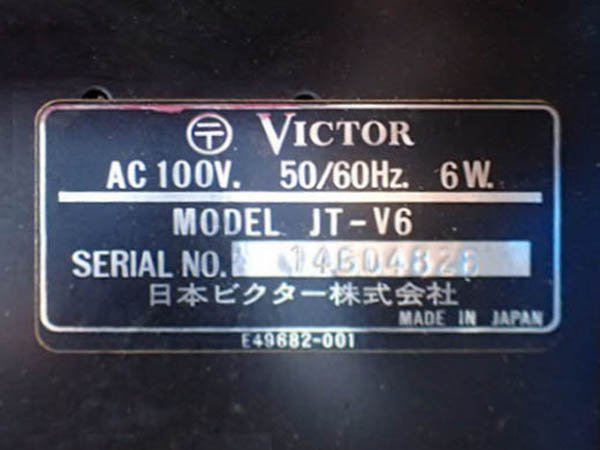 〒 VICTOR
AC 100V. 50/60Hz. 6 W.
MODEL JT-V6
SERIAL NO.
日本ビクター株式会社
MADE IN JAPAN
E49682-001